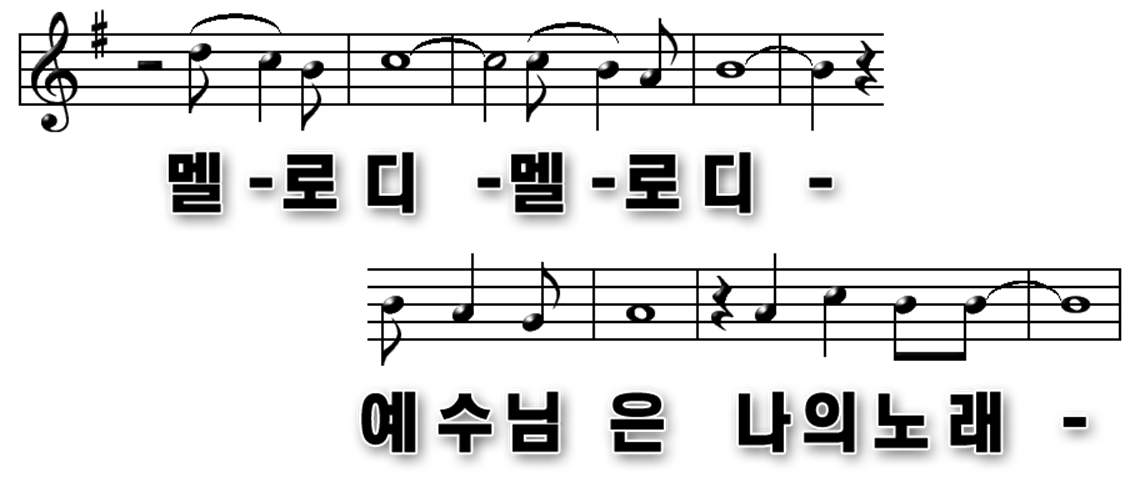 멜 - 로 디 - 멜 - 로 디 -
예 수 님 은 나 의 노 래 -